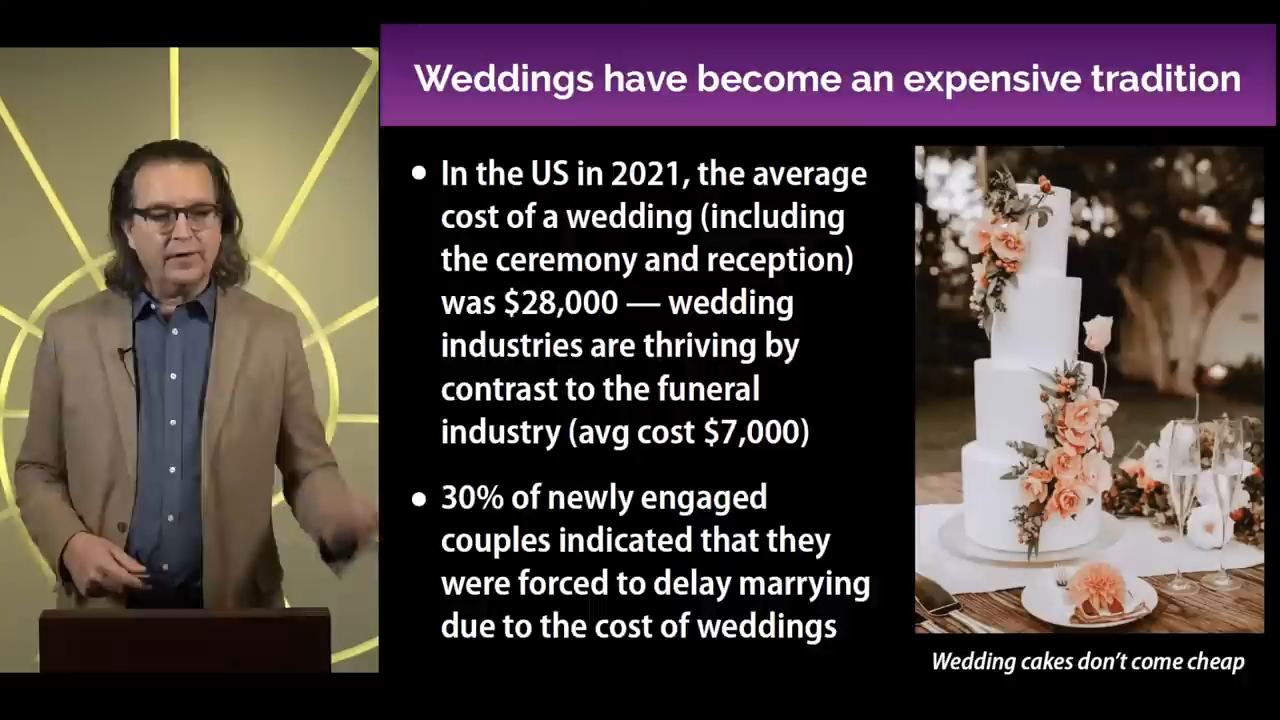 Weddings have become an expensive tradition
• In the US in 2021, the average
cost of a wedding (including
the ceremony and reception)
was $28,000 — wedding
industries are thriving by
contrast to the funeral
industry (avg cost $7,000)
• 30% of newly engaged
couples indicated that they
were forced to delay marrying
due to the cost of weddings
Wedding cakes don't come cheap